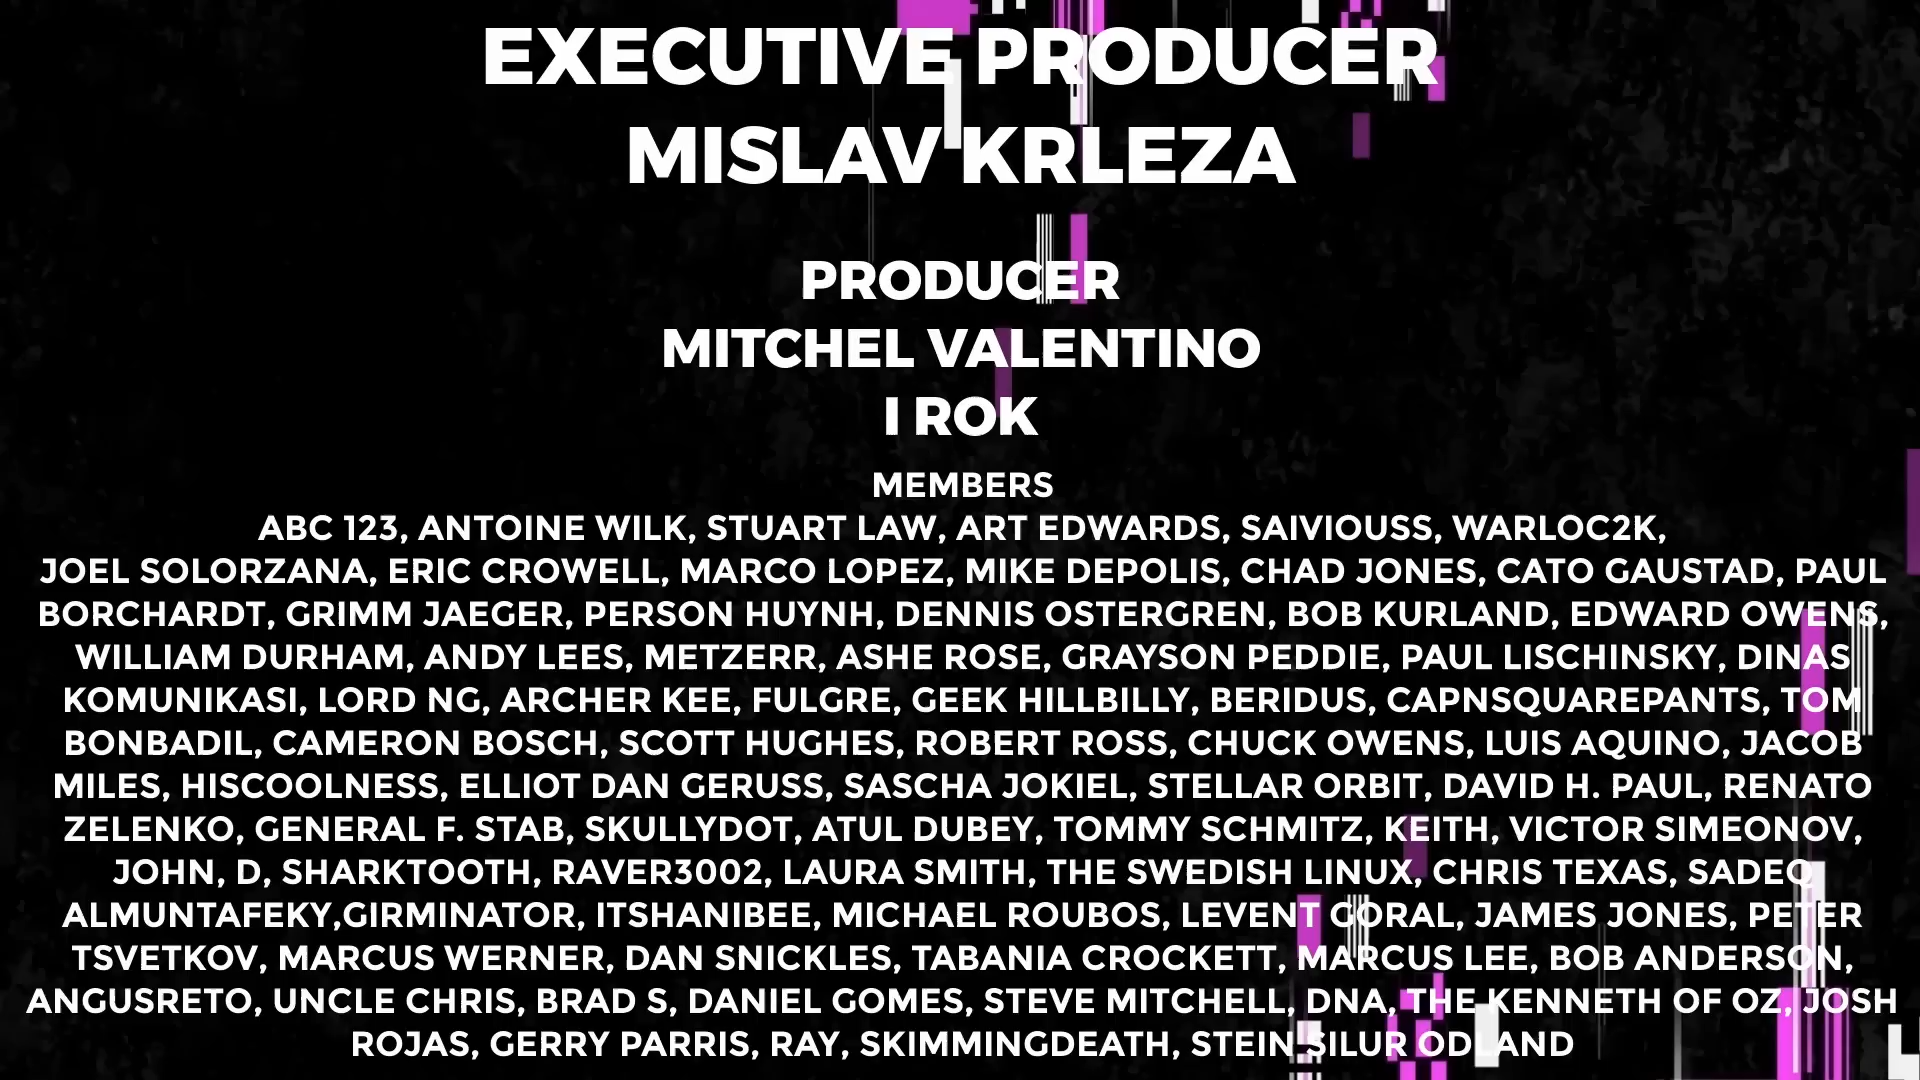 EXECUTIVE PRODUCER
MISLAV KRLEZA
PRODUCER
MITCHEL VALENTINO
I ROK
MEMBERS
ABC 123, ANTOINE WILK, STUART LAW, ART EDWARDS, SAIVIOUSS, WARLOC2K,
JOEL SOLORZANA, ERIC CROWELL, MARCO LOPEZ, MIKE DEPOLIS, CHAD JONES, CATO GAUSTAD, PAUL
BORCHARDT, GRIMM JAEGER, PERSON HUYNH, DENNIS OSTERGREN, BOB KURLAND, EDWARD OWENS,
WILLIAM DURHAM, ANDY LEES, METZERR, ASHE ROSE, GRAYSON PEDDIE, PAUL LISCHINSKY, DINAS
KOMUNIKASI, LORD NG, ARCHER KEE, FULGRE, GEEK HILLBILLY, BERIDUS, CAPNSQUAREPANTS, TOM
BONBADIL, CAMERON BOSCH, SCOTT HUGHES, ROBERT ROSS, CHUCK OWENS, LUIS AQUINO, JACOB
MILES, HISCOOLNESS, ELLIOT DAN GERUSS, SASCHA JOKIEL, STELLAR ORBIT, DAVID H. PAUL, RENATO
ZELENKO, GENERAL F. STAB, SKULLYDOT, ATUL DUBEY, TOMMY SCHMITZ, KEITH, VICTOR SIMEONOV,
JOHN, D, SHARKTOOTH, RAVER3002, LAURA SMITH, THE SWEDISH LINUX, CHRIS TEXAS, SADEQ
ALMUNTAFEKY,GIRMINATOR, ITSHANIBEE, MICHAEL ROUBOS, LEVENT GORAL, JAMES JONES, PETER
TSVETKOV, MARCUS WERNER, DAN SNICKLES, TABANIA CROCKETT, MARCUS LEE, BOB ANDERSON,
ANGUSRETO, UNCLE CHRIS, BRAD S, DANIEL GOMES, STEVE MITCHELL, DNA, THE KENNETH OF OZ, JOSH
ROJAS, GERRY PARRIS, RAY, SKIMMINGDEATH, STEIN SILUR ODLAND